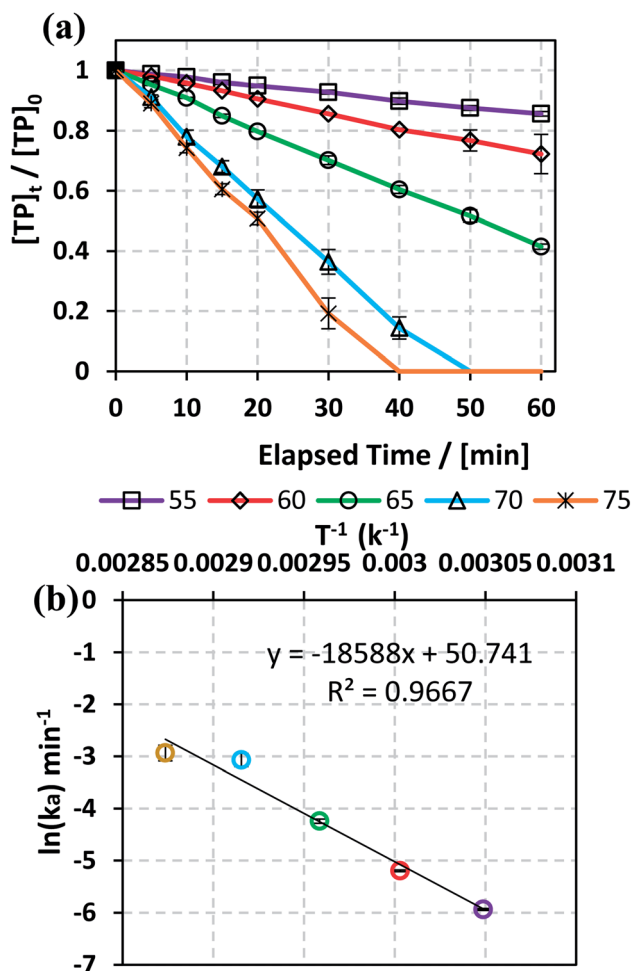 (a)
[TP]t / [TP]0
1
0.8
0.6
0.4
0.2
0
0 10 20 30 40 50 60
Elapsed Time / [min]
55 60 65 70 75
T⁻¹ (k⁻¹)
0.00285 0.0029 0.00295 0.003 0.00305 0.0031
(b)
ln(ka) min⁻¹
0
-1
-2
-3
-4
-5
-6
-7
y = -18588x + 50.741
R² = 0.9667